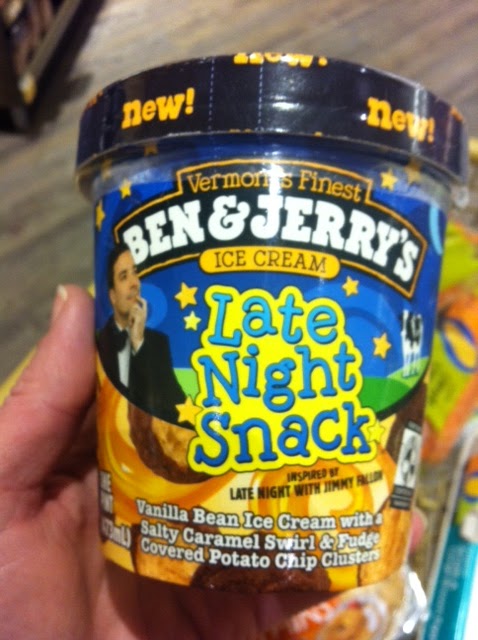 new!
new!
New!
Vermont's Finest
BEN & JERRY'S
ICE CREAM
Late
Night
Snack
INSPIRED BY
LATE NIGHT WITH JIMMY FALLON
Vanilla Bean Ice Cream with a
Salty Caramel Swirl & Fudge
Covered Potato Chip Clusters